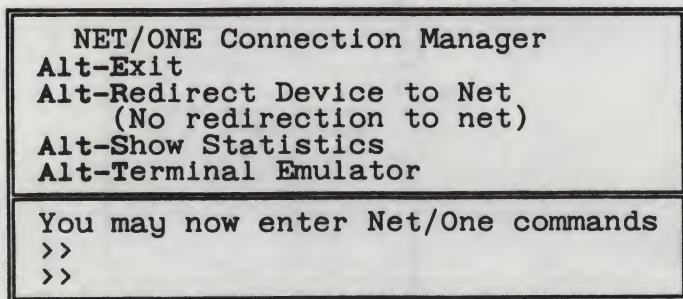 NET/ONE Connection Manager
Alt-Exit
Alt-Redirect Device to Net
(No redirection to net)
Alt-Show Statistics
Alt-Terminal Emulator
You may now enter Net/One commands
>>
>>